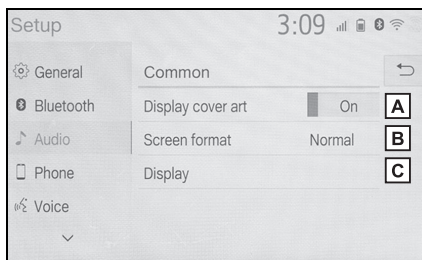 Setup
3:09
General
Common
Bluetooth
Display cover art
On
A
Audio
Screen format
Normal
B
Phone
Display
C
Voice